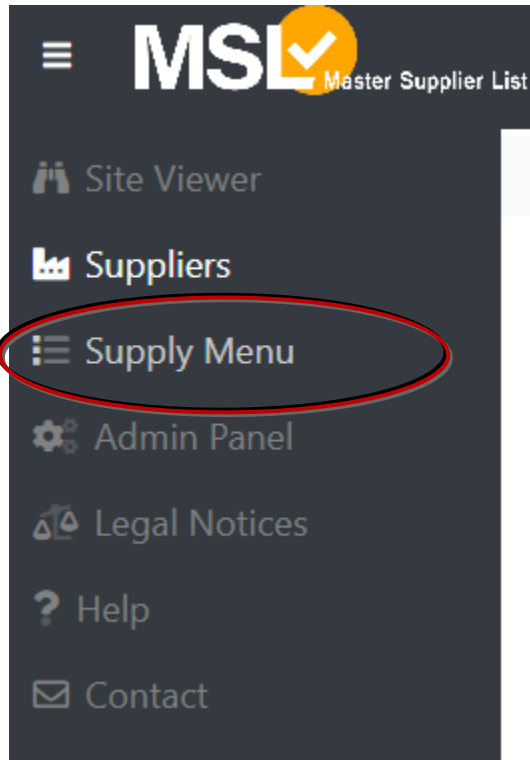 MSL
Master Supplier List
Site Viewer
Suppliers
Supply Menu
Admin Panel
Legal Notices
Help
Contact